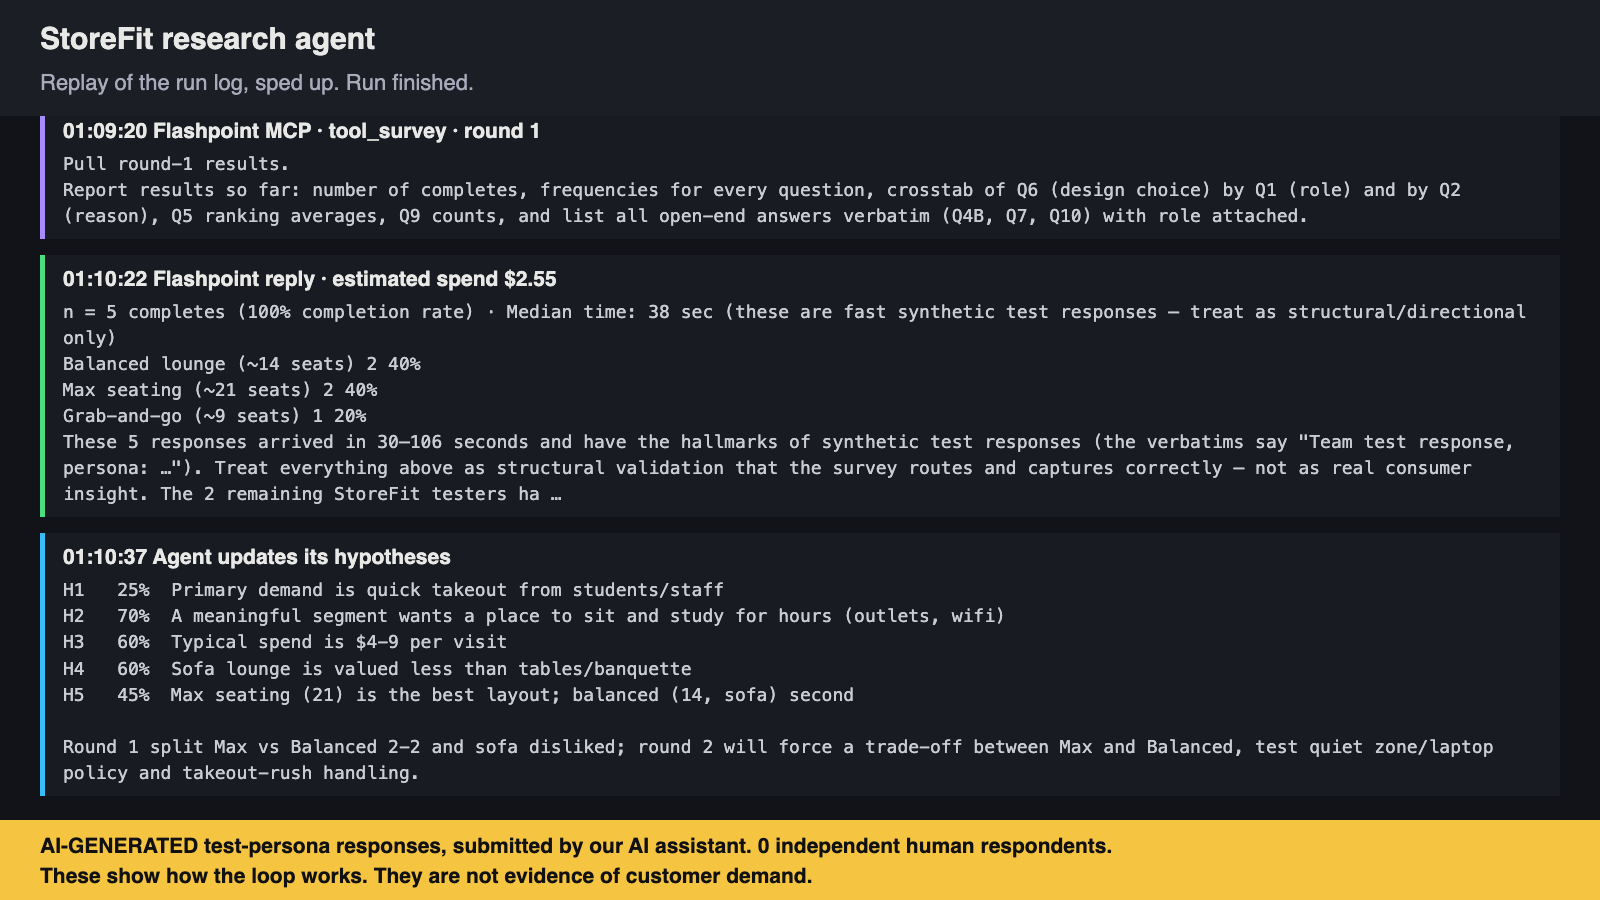 StoreFit research agent
Replay of the run log, sped up. Run finished.
01:09:20 Flashpoint MCP · tool_survey · round 1
Pull round-1 results.
Report results so far: number of completes, frequencies for every question, crosstab of Q6 (design choice) by Q1 (role) and by Q2
(reason), Q5 ranking averages, Q9 counts, and list all open-end answers verbatim (Q4B, Q7, Q10) with role attached.
01:10:22 Flashpoint reply · estimated spend $2.55
n = 5 completes (100% completion rate) · Median time: 38 sec (these are fast synthetic test responses — treat as structural/directional
only)
Balanced lounge (~14 seats) 2 40%
Max seating (~21 seats) 2 40%
Grab-and-go (~9 seats) 1 20%
These 5 responses arrived in 30–106 seconds and have the hallmarks of synthetic test responses (the verbatims say "Team test response,
persona: …"). Treat everything above as structural validation that the survey routes and captures correctly — not as real consumer
insight. The 2 remaining StoreFit testers ha …
01:10:37 Agent updates its hypotheses
H1 25% Primary demand is quick takeout from students/staff
H2 70% A meaningful segment wants a place to sit and study for hours (outlets, wifi)
H3 60% Typical spend is $4–9 per visit
H4 60% Sofa lounge is valued less than tables/banquette
H5 45% Max seating (21) is the best layout; balanced (14, sofa) second
Round 1 split Max vs Balanced 2-2 and sofa disliked; round 2 will force a trade-off between Max and Balanced, test quiet zone/laptop
policy and takeout-rush handling.
AI-GENERATED test-persona responses, submitted by our AI assistant. 0 independent human respondents.
These show how the loop works. They are not evidence of customer demand.